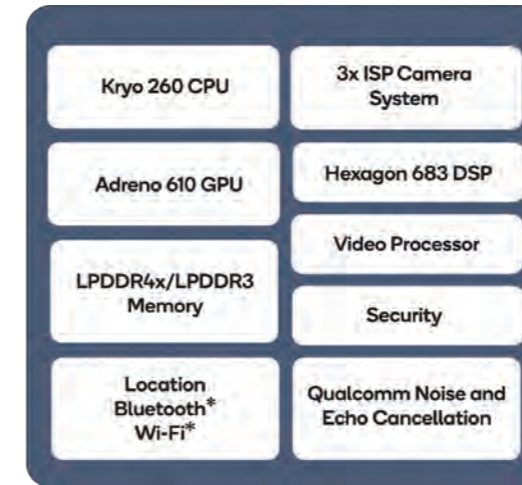 Kryo 260 CPU
Adreno 610 GPU
LPDDR4x/LPDDR3
Memory
Location
Bluetooth*
Wi-Fi*
3x ISP Camera
System
Hexagon 683 DSP
Video Processor
Security
Qualcomm Noise and
Echo Cancellation